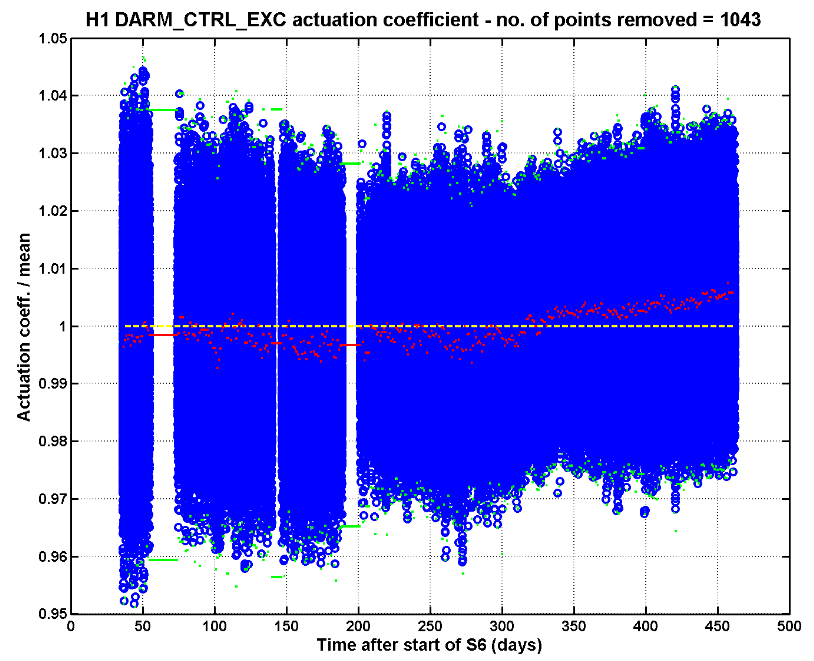 H1 DARM_CTRL_EXC actuation coefficient - no. of points removed = 1043
Actuation coeff. / mean
1.05
1.04
1.03
1.02
1.01
1
0.99
0.98
0.97
0.96
0.95
0 50 100 150 200 250 300 350 400 450 500
Time after start of S6 (days)